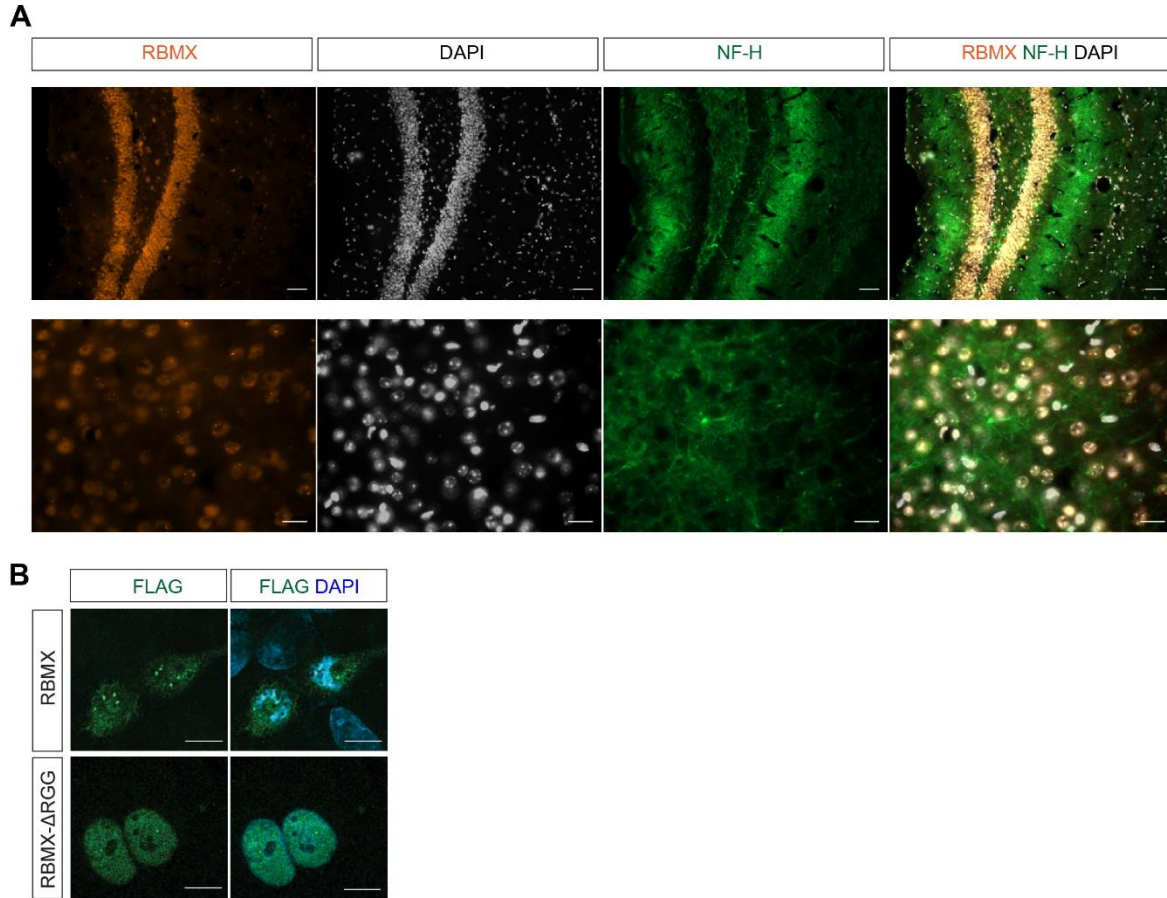 A
RBMX
DAPI
NF-H
RBMX NF-H DAPI
B
FLAG
FLAG DAPI
RBMX
RBMX-ΔRGG